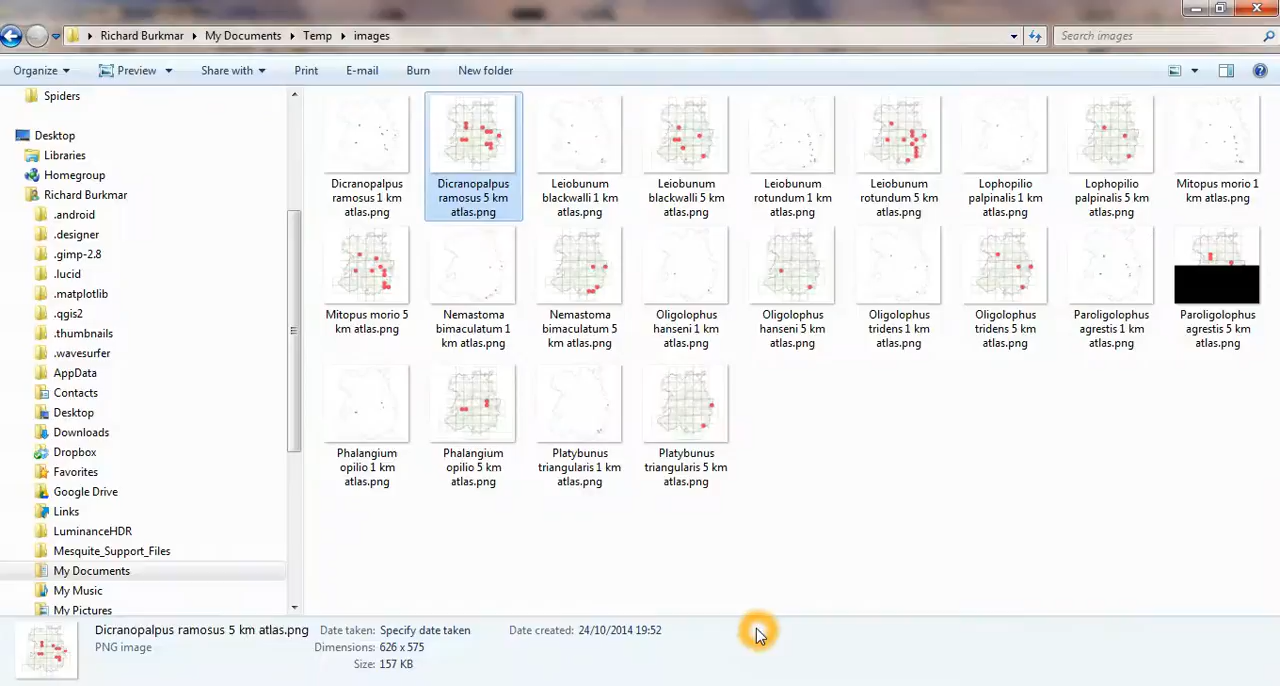 Richard Burkmar My Documents Temp images
Search images
Organize Preview Share with Print E-mail Burn New folder
Spiders
Desktop
Libraries
Homegroup
Richard Burkmar
.android
.designer
.gimp-2.8
.lucid
.matplotlib
.qgis2
.thumbnails
.wavesurfer
AppData
Contacts
Desktop
Downloads
Dropbox
Favorites
Google Drive
Links
LuminanceHDR
Mesquite_Support_Files
My Documents
My Music
My Pictures
Dicranopalpus
ramosus 1 km
atlas.png
Dicranopalpus
ramosus 5 km
atlas.png
Leiobunum
blackwalli 1 km
atlas.png
Leiobunum
blackwalli 5 km
atlas.png
Leiobunum
rotundum 1 km
atlas.png
Leiobunum
rotundum 5 km
atlas.png
Lophopilio
palpinalis 1 km
atlas.png
Lophopilio
palpinalis 5 km
atlas.png
Mitopus morio 1
km atlas.png
Mitopus morio 5
km atlas.png
Nemastoma
bimaculatum 1
km atlas.png
Nemastoma
bimaculatum 5
km atlas.png
Oligolophus
hanseni 1 km
atlas.png
Oligolophus
hanseni 5 km
atlas.png
Oligolophus
tridens 1 km
atlas.png
Oligolophus
tridens 5 km
atlas.png
Paroligolophus
agrestis 1 km
atlas.png
Paroligolophus
agrestis 5 km
atlas.png
Phalangium
opilio 1 km
atlas.png
Phalangium
opilio 5 km
atlas.png
Platybunus
triangularis 1 km
atlas.png
Platybunus
triangularis 5 km
atlas.png
Dicranopalpus ramosus 5 km atlas.png Date taken: Specify date taken Date created: 24/10/2014 19:52
PNG image Dimensions: 626 x 575
Size: 157 KB